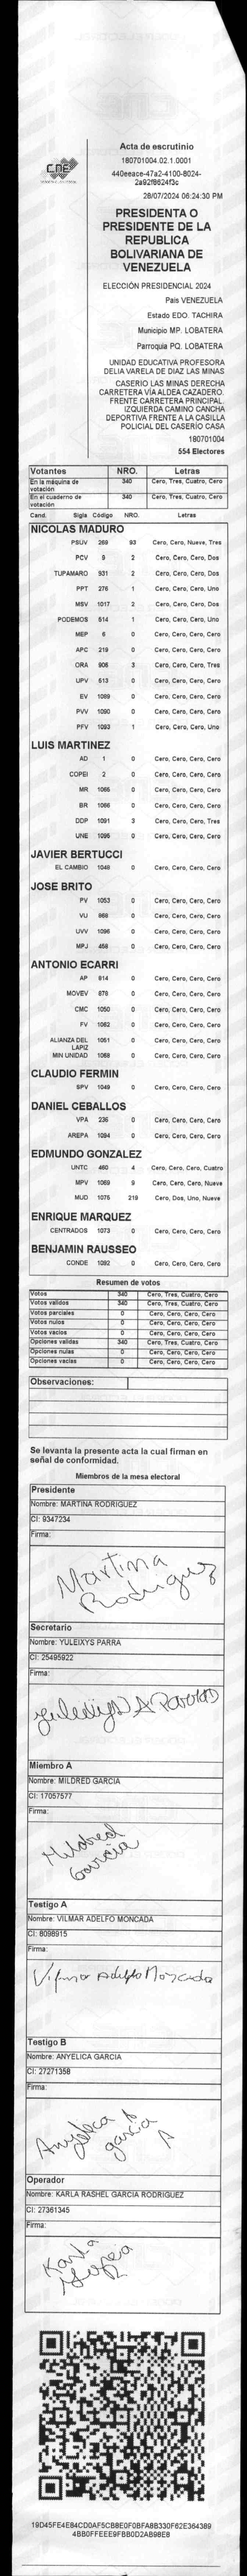 CNE
Acta de escrutinio
180701004.02.1.0001
440eeace-47a2-4100-8024-
2a92f8624f3c
28/07/2024 06:24:30 PM
PRESIDENTA O
PRESIDENTE DE LA
REPUBLICA
BOLIVARIANA DE
VENEZUELA
ELECCIÓN PRESIDENCIAL 2024
Pais VENEZUELA
Estado EDO. TACHIRA
Municipio MP. LOBATERA
Parroquia PQ. LOBATERA
UNIDAD EDUCATIVA PROFESORA
DELIA VARELA DE DIAZ LAS MINAS
CASERIO LAS MINAS DERECHA
CARRETERA VÍA ALDEA CAZADERO.
FRENTE CARRETERA PRINCIPAL.
IZQUIERDA CAMINO CANCHA
DEPORTIVA FRENTE A LA CASILLA
POLICIAL DEL CASERÍO CASA
180701004
554 Electores
Votantes NRO. Letras
En la máquina de votación 340 Cero, Tres, Cuatro, Cero
En el cuaderno de votación 340 Cero, Tres, Cuatro, Cero
Cand. Sigla Código NRO. Letras
NICOLAS MADURO
PSUV 269 93 Cero, Cero, Nueve, Tres
PCV 9 2 Cero, Cero, Cero, Dos
TUPAMARO 931 2 Cero, Cero, Cero, Dos
PPT 276 1 Cero, Cero, Cero, Uno
MSV 1017 2 Cero, Cero, Cero, Dos
PODEMOS 614 1 Cero, Cero, Cero, Uno
MEP 6 0 Cero, Cero, Cero, Cero
APC 219 0 Cero, Cero, Cero, Cero
ORA 906 3 Cero, Cero, Cero, Tres
UPV 613 0 Cero, Cero, Cero, Cero
EV 1089 0 Cero, Cero, Cero, Cero
PVV 1090 0 Cero, Cero, Cero, Cero
PFV 1093 1 Cero, Cero, Cero, Uno
LUIS MARTINEZ
AD 1 0 Cero, Cero, Cero, Cero
COPEI 2 0 Cero, Cero, Cero, Cero
MR 1065 0 Cero, Cero, Cero, Cero
BR 1066 0 Cero, Cero, Cero, Cero
DDP 1091 3 Cero, Cero, Cero, Tres
UNE 1095 0 Cero, Cero, Cero, Cero
JAVIER BERTUCCI
EL CAMBIO 1048 0 Cero, Cero, Cero, Cero
JOSE BRITO
PV 1053 0 Cero, Cero, Cero, Cero
VU 868 0 Cero, Cero, Cero, Cero
UVV 1096 0 Cero, Cero, Cero, Cero
MPJ 458 0 Cero, Cero, Cero, Cero
ANTONIO ECARRI
AP 914 0 Cero, Cero, Cero, Cero
MOVEV 879 0 Cero, Cero, Cero, Cero
CMC 1050 0 Cero, Cero, Cero, Cero
FV 1062 0 Cero, Cero, Cero, Cero
ALIANZA DEL LAPIZ 1051 0 Cero, Cero, Cero, Cero
MIN UNIDAD 1068 0 Cero, Cero, Cero, Cero
CLAUDIO FERMIN
SPV 1049 0 Cero, Cero, Cero, Cero
DANIEL CEBALLOS
VPA 236 0 Cero, Cero, Cero, Cero
AREPA 1094 0 Cero, Cero, Cero, Cero
EDMUNDO GONZALEZ
UNTC 460 4 Cero, Cero, Cero, Cuatro
MPV 1069 9 Cero, Cero, Cero, Nueve
MUD 1076 219 Cero, Dos, Uno, Nueve
ENRIQUE MARQUEZ
CENTRADOS 1073 0 Cero, Cero, Cero, Cero
BENJAMIN RAUSSEO
CONDE 1092 0 Cero, Cero, Cero, Cero
Resumen de votos
Votos 340 Cero, Tres, Cuatro, Cero
Votos validos 340 Cero, Tres, Cuatro, Cero
Votos parciales 0 Cero, Cero, Cero, Cero
Votos nulos 0 Cero, Cero, Cero, Cero
Votos vacios 0 Cero, Cero, Cero, Cero
Opciones validas 340 Cero, Tres, Cuatro, Cero
Opciones nulas 0 Cero, Cero, Cero, Cero
Opciones vacias 0 Cero, Cero, Cero, Cero
Observaciones:
Se levanta la presente acta la cual firman en
señal de conformidad.
Miembros de la mesa electoral
Presidente
Nombre: MARTINA RODRIGUEZ
CI: 9347234
Firma:
Martina
Rodriguez
Secretario
Nombre: YULEIXYS PARRA
CI: 25495922
Firma:
Miembro A
Nombre: MILDRED GARCIA
CI: 17057577
Firma:
Mildred
Garcia
Testigo A
Nombre: VILMAR ADELFO MONCADA
CI: 8098915
Firma:
Vilmar Adelfo Moncada
Testigo B
Nombre: ANYELICA GARCIA
CI: 27271358
Firma:
Anyelica
garcia
Operador
Nombre: KARLA RASHEL GARCIA RODRIGUEZ
CI: 27361345
Firma:
Karla
19D45FE4E84CD0AF5CB8E0F0BFA8B330F62E364389
4BB0FFEEE9FBB0D2AB98E8